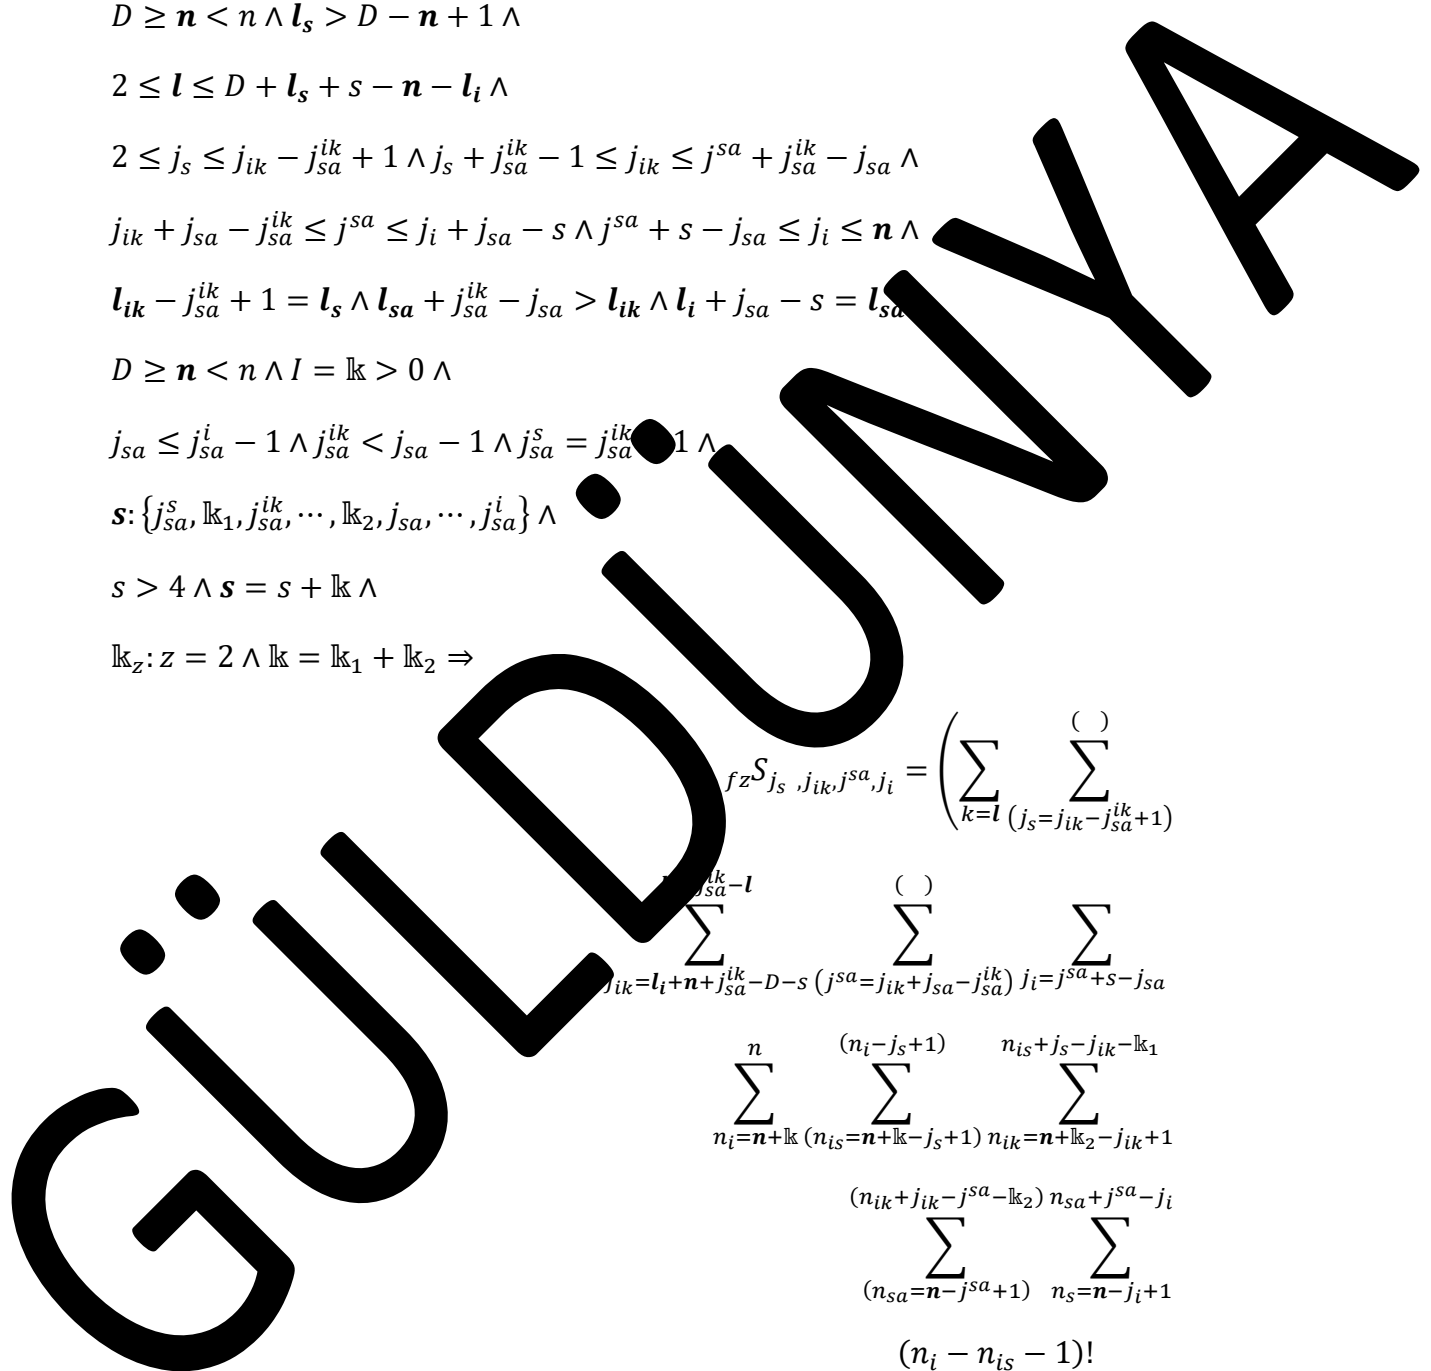 D ≥ 𝒏 < n ∧ 𝒍_𝒔 > D − 𝒏 + 1 ∧
2 ≤ 𝒍 ≤ D + 𝒍_𝒔 + s − 𝒏 − 𝒍_𝒊 ∧
2 ≤ j_s ≤ j_{ik} − j_{sa}^{ik} + 1 ∧ j_s + j_{sa}^{ik} − 1 ≤ j_{ik} ≤ j^{sa} + j_{sa}^{ik} − j_{sa} ∧
j_{ik} + j_{sa} − j_{sa}^{ik} ≤ j^{sa} ≤ j_i + j_{sa} − s ∧ j^{sa} + s − j_{sa} ≤ j_i ≤ 𝒏 ∧
𝒍_{𝒊𝒌} − j_{sa}^{ik} + 1 = 𝒍_𝒔 ∧ 𝒍_{𝒔𝒂} + j_{sa}^{ik} − j_{sa} > 𝒍_{𝒊𝒌} ∧ 𝒍_𝒊 + j_{sa} − s = 𝒍_{𝒔𝒂}
D ≥ 𝒏 < n ∧ I = 𝕜 > 0 ∧
j_{sa} ≤ j_{sa}^i − 1 ∧ j_{sa}^{ik} < j_{sa} − 1 ∧ j_{sa}^s = j_{sa}^{ik} 1 ∧
𝒔: {j_{sa}^s, 𝕜_1, j_{sa}^{ik}, ⋯, 𝕜_2, j_{sa}, ⋯, j_{sa}^i} ∧
s > 4 ∧ 𝒔 = s + 𝕜 ∧
𝕜_z: z = 2 ∧ 𝕜 = 𝕜_1 + 𝕜_2 ⇒
_{fz}S_{j_s ,j_{ik},j^{sa},j_i} = ( ∑_{k=𝒍} ∑_{(j_s=j_{ik}−j_{sa}^{ik}+1)}^{( )}
∑_{j_{ik}=𝒍_𝒊+𝒏+j_{sa}^{ik}−D−s}^{j_{sa}^{ik}−𝒍} ∑_{(j^{sa}=j_{ik}+j_{sa}−j_{sa}^{ik})}^{( )} ∑_{j_i=j^{sa}+s−j_{sa}}
∑_{n_i=𝒏+𝕜}^{n} ∑_{(n_{is}=𝒏+𝕜−j_s+1)}^{(n_i−j_s+1)} ∑_{n_{ik}=𝒏+𝕜_2−j_{ik}+1}^{n_{is}+j_s−j_{ik}−𝕜_1}
∑_{(n_{sa}=𝒏−j^{sa}+1)}^{(n_{ik}+j_{ik}−j^{sa}−𝕜_2)} ∑_{n_s=𝒏−j_i+1}^{n_{sa}+j^{sa}−j_i}
(n_i − n_{is} − 1)!
GÜLDÜNYA